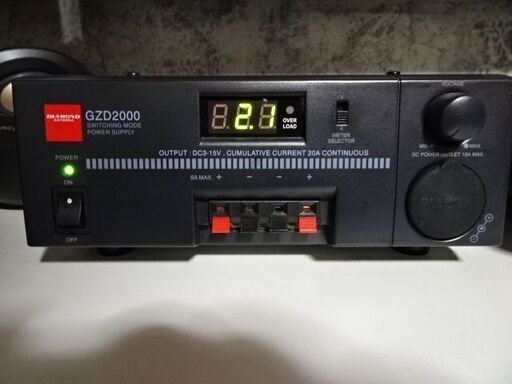 DIAMOND
ANTENNA
GZD2000
SWITCHING MODE
POWER SUPPLY
2.1
OVER
LOAD
METER
SELECTOR
VOLTAGE
MIN. MAX.
DC POWER OUTLET 10A MAX.
POWER
ON
OFF
OUTPUT : DC3-15V , CUMULATIVE CURRENT 20A CONTINUOUS
6A MAX. + − − +